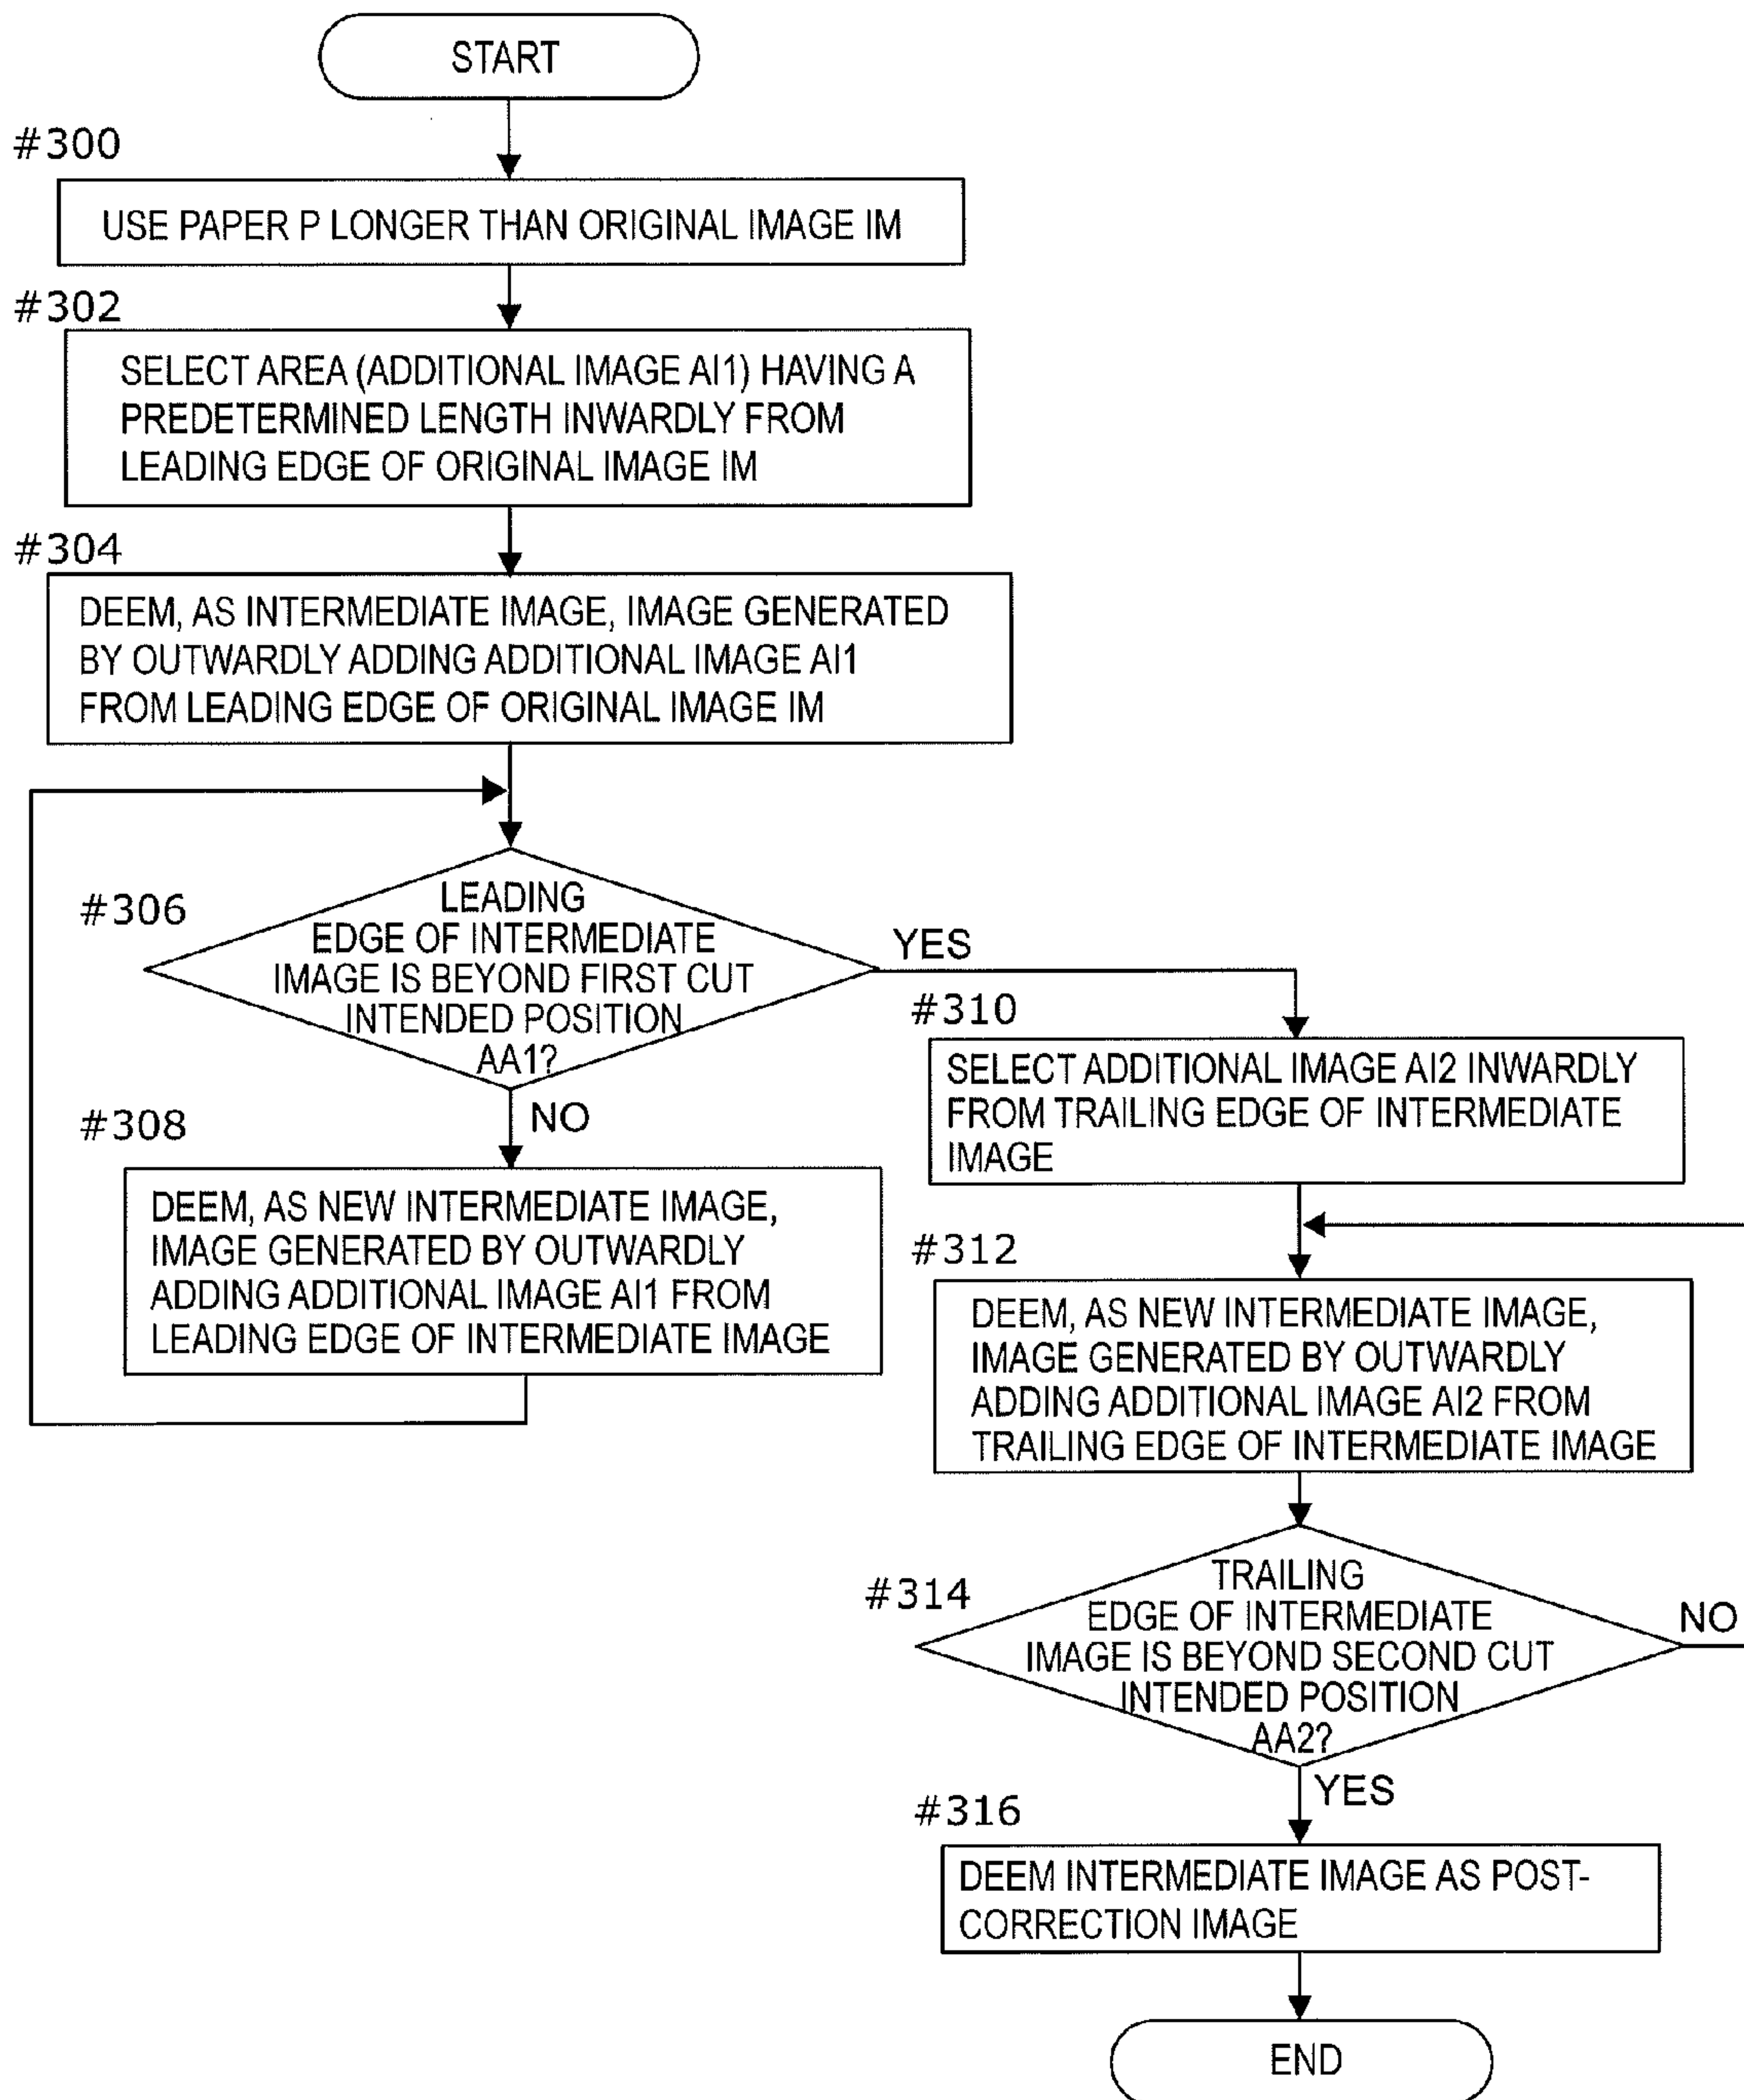 START
#300
USE PAPER P LONGER THAN ORIGINAL IMAGE IM
#302
SELECT AREA (ADDITIONAL IMAGE AI1) HAVING A
PREDETERMINED LENGTH INWARDLY FROM
LEADING EDGE OF ORIGINAL IMAGE IM
#304
DEEM, AS INTERMEDIATE IMAGE, IMAGE GENERATED
BY OUTWARDLY ADDING ADDITIONAL IMAGE AI1
FROM LEADING EDGE OF ORIGINAL IMAGE IM
#306
LEADING
EDGE OF INTERMEDIATE
IMAGE IS BEYOND FIRST CUT
INTENDED POSITION
AA1?
YES
NO
#308
DEEM, AS NEW INTERMEDIATE IMAGE,
IMAGE GENERATED BY OUTWARDLY
ADDING ADDITIONAL IMAGE AI1 FROM
LEADING EDGE OF INTERMEDIATE IMAGE
#310
SELECT ADDITIONAL IMAGE AI2 INWARDLY
FROM TRAILING EDGE OF INTERMEDIATE
IMAGE
#312
DEEM, AS NEW INTERMEDIATE IMAGE,
IMAGE GENERATED BY OUTWARDLY
ADDING ADDITIONAL IMAGE AI2 FROM
TRAILING EDGE OF INTERMEDIATE IMAGE
#314
TRAILING
EDGE OF INTERMEDIATE
IMAGE IS BEYOND SECOND CUT
INTENDED POSITION
AA2?
NO
YES
#316
DEEM INTERMEDIATE IMAGE AS POST-
CORRECTION IMAGE
END